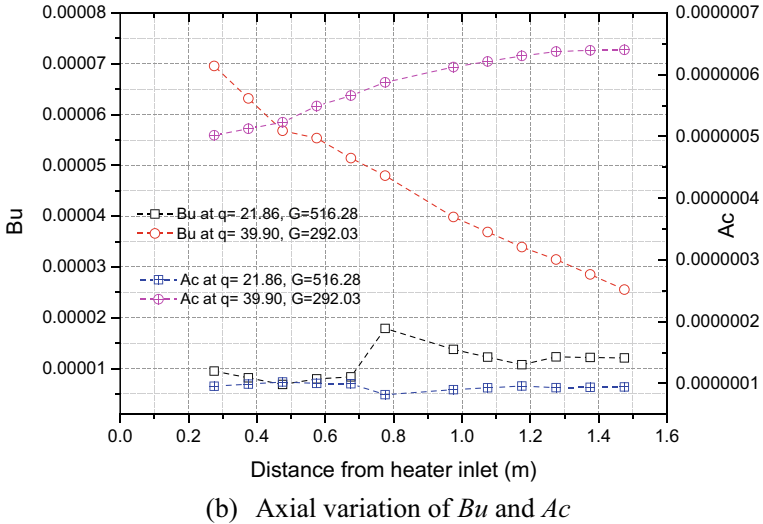 0.00008
0.00007
0.00006
0.00005
0.00004
0.00003
0.00002
0.00001
Bu
Bu at q= 21.86, G=516.28
Bu at q= 39.90, G=292.03
Ac at q= 21.86, G=516.28
Ac at q= 39.90, G=292.03
0.0000007
0.0000006
0.0000005
0.0000004
0.0000003
0.0000002
0.0000001
Ac
0.0 0.2 0.4 0.6 0.8 1.0 1.2 1.4 1.6
Distance from heater inlet (m)
(b) Axial variation of Bu and Ac